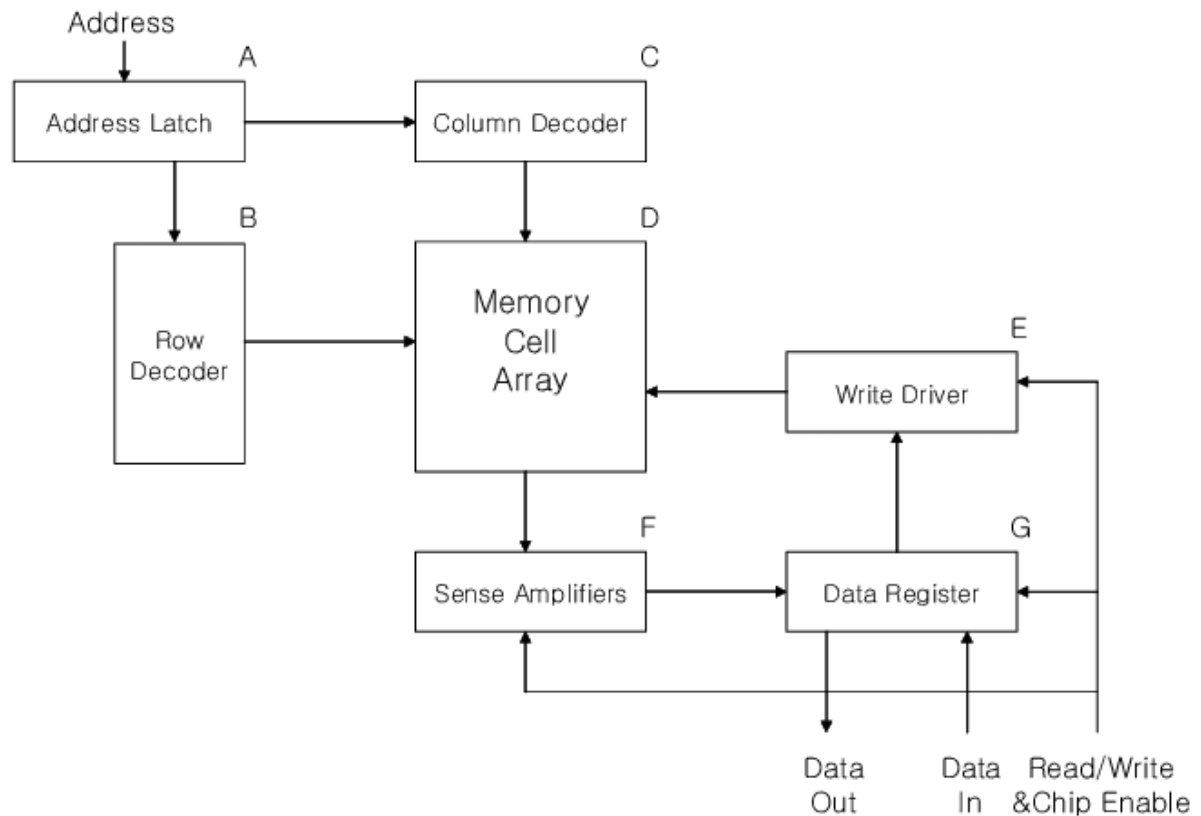 Address
A
C
Address Latch
Column Decoder
B
D
Row
Decoder
Memory
Cell
Array
E
Write Driver
F
G
Sense Amplifiers
Data Register
Data
Out
Data
In
Read/Write
&Chip Enable